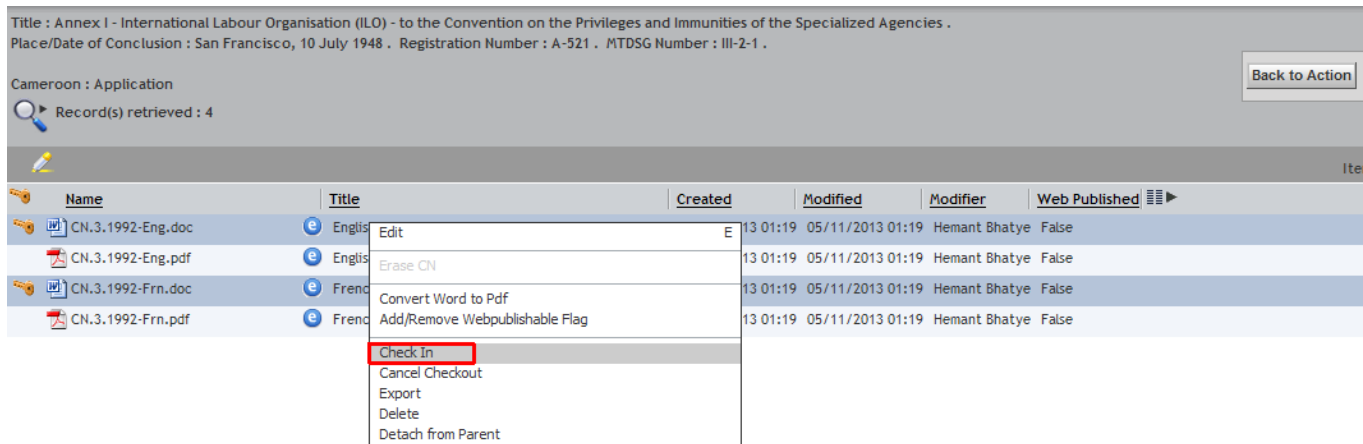 Title : Annex I - International Labour Organisation (ILO) - to the Convention on the Privileges and Immunities of the Specialized Agencies .
Place/Date of Conclusion : San Francisco, 10 July 1948 . Registration Number : A-521 . MTDSG Number : III-2-1 .
Back to Action
Cameroon : Application
Record(s) retrieved : 4
Ite
Name Title Created Modified Modifier Web Published
CN.3.1992-Eng.doc Englis 13 01:19 05/11/2013 01:19 Hemant Bhatye False
CN.3.1992-Eng.pdf Englis 13 01:19 05/11/2013 01:19 Hemant Bhatye False
CN.3.1992-Frn.doc Frenc 13 01:19 05/11/2013 01:19 Hemant Bhatye False
CN.3.1992-Frn.pdf Frenc 13 01:19 05/11/2013 01:19 Hemant Bhatye False
Edit E
Erase CN
Convert Word to Pdf
Add/Remove Webpublishable Flag
Check In
Cancel Checkout
Export
Delete
Detach from Parent